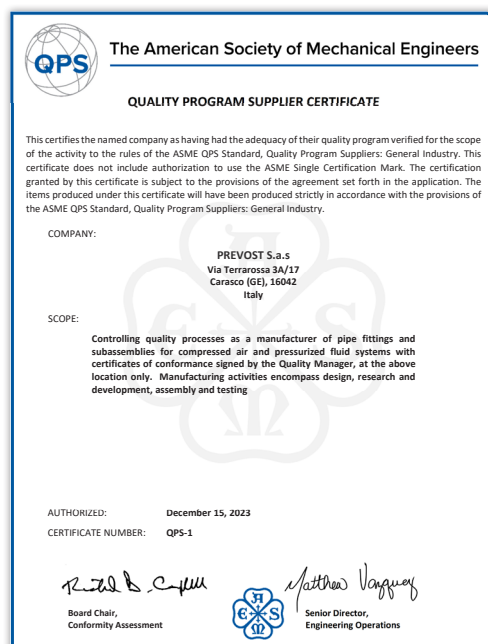 QPS
The American Society of Mechanical Engineers
QUALITY PROGRAM SUPPLIER CERTIFICATE
This certifies the named company as having had the adequacy of their quality program verified for the scope
of the activity to the rules of the ASME QPS Standard, Quality Program Suppliers: General Industry. This
certificate does not include authorization to use the ASME Single Certification Mark. The certification
granted by this certificate is subject to the provisions of the agreement set forth in the application. The
items produced under this certificate will have been produced strictly in accordance with the provisions of
the ASME QPS Standard, Quality Program Suppliers: General Industry.
COMPANY:
PREVOST S.a.s
Via Terrarossa 3A/17
Carasco (GE), 16042
Italy
SCOPE:
Controlling quality processes as a manufacturer of pipe fittings and
subassemblies for compressed air and pressurized fluid systems with
certificates of conformance signed by the Quality Manager, at the above
location only. Manufacturing activities encompass design, research and
development, assembly and testing
AUTHORIZED: December 15, 2023
CERTIFICATE NUMBER: QPS-1
Matthew Vazquez
Board Chair,
Conformity Assessment
A
E S
M
Senior Director,
Engineering Operations